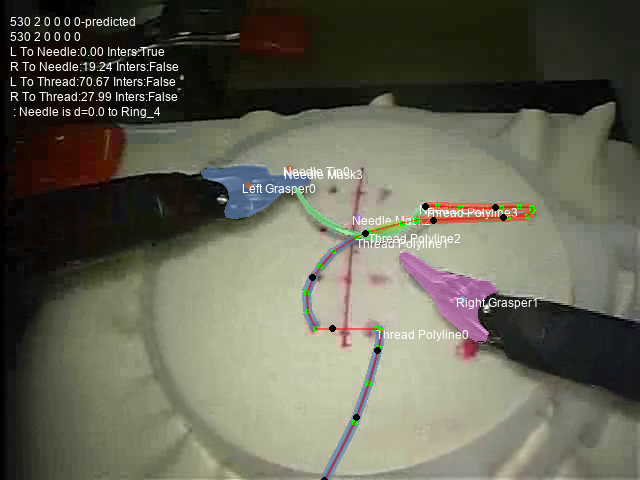 530 2 0 0 0 0-predicted
530 2 0 0 0 0
L To Needle:0.00 Inters:True
R To Needle:19.24 Inters:False
L To Thread:70.67 Inters:False
R To Thread:27.99 Inters:False
: Needle is d=0.0 to Ring_4
Needle Tip0
Needle Mask3
Left Grasper0
Needle
Thread Polyline3
Thread Polyline2
Thread Polyline1
Right Grasper1
Thread Polyline0